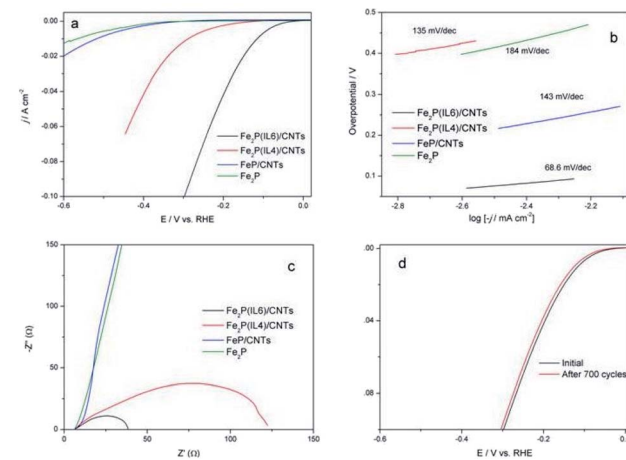 a
0.00
-0.02
-0.04
-0.06
-0.08
-0.10
j / A cm⁻²
Fe₂P(IL6)/CNTs
Fe₂P(IL4)/CNTs
FeP/CNTs
Fe₂P
-0.6
-0.4
-0.2
0.0
E / V vs. RHE
b
0.5
0.4
0.3
0.2
0.1
Overpotential / V
135 mV/dec
184 mV/dec
143 mV/dec
68.6 mV/dec
Fe₂P(IL6)/CNTs
Fe₂P(IL4)/CNTs
FeP/CNTs
Fe₂P
-2.8
-2.6
-2.4
-2.2
log [-j / mA cm⁻²]
c
150
100
50
0
-Z'' (Ω)
Fe₂P(IL6)/CNTs
Fe₂P(IL4)/CNTs
FeP/CNTs
Fe₂P
0
50
100
150
Z' (Ω)
d
.00
.04
.08
Initial
After 700 cycles
-0.6
-0.4
-0.2
0.0
E / V vs. RHE